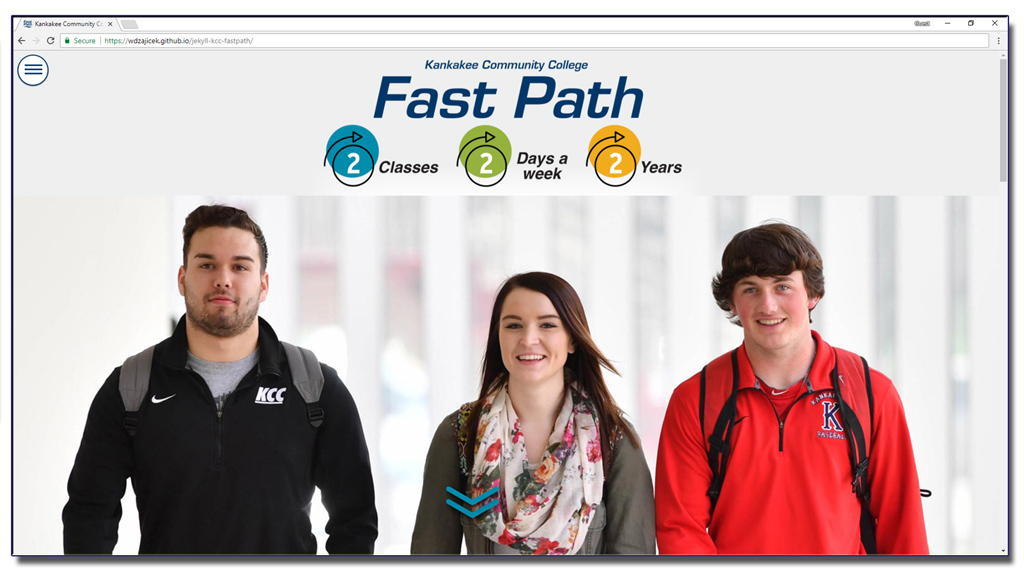 Kankakee Community C
Guest
Secure https://wdzajicek.github.io/jekyll-kcc-fastpath/
Kankakee Community College
Fast Path
2 Classes
2 Days a
week
2 Years
KCC
KANKAKEE
K
BASEBALL